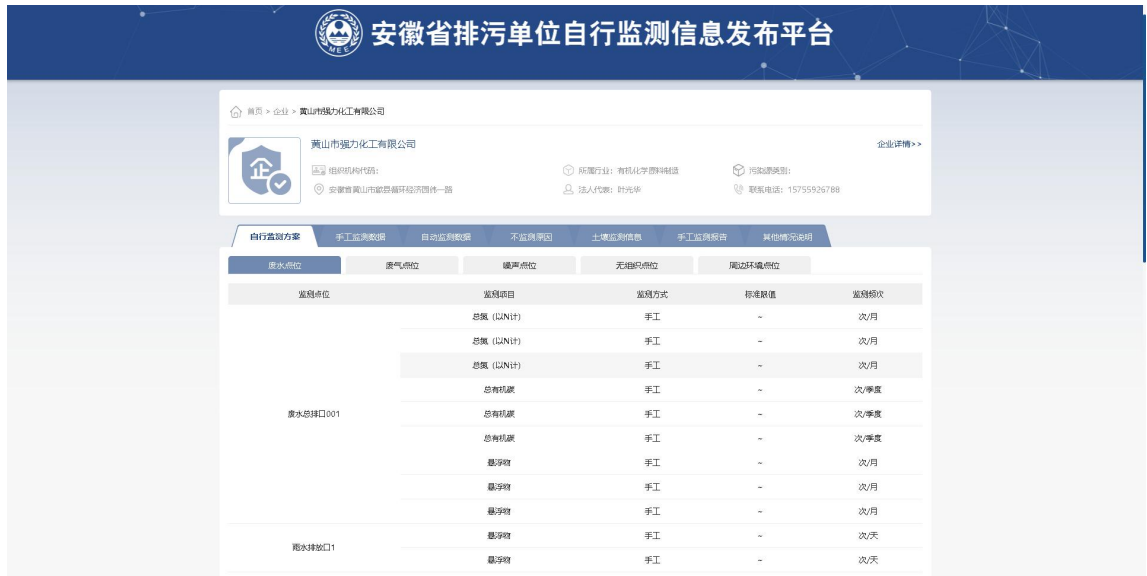 安徽省排污单位自行监测信息发布平台
MEE
首页 > 企业 > 黄山市强力化工有限公司
企
黄山市强力化工有限公司 企业详情>>
组织机构代码： 所属行业：有机化学原料制造 污染源类别：
安徽省黄山市歙县循环经济园纬一路 法人代表：叶光华 联系电话：15755926788
自行监测方案 手工监测数据 自动监测数据 不监测原因 土壤监测信息 手工监测报告 其他情况说明
废水点位 废气点位 噪声点位 无组织点位 周边环境点位
监测点位 监测项目 监测方式 标准限值 监测频次
总氮（以N计） 手工 ~ 次/月
总氮（以N计） 手工 ~ 次/月
总氮（以N计） 手工 ~ 次/月
总有机碳 手工 ~ 次/季度
废水总排口001 总有机碳 手工 ~ 次/季度
总有机碳 手工 ~ 次/季度
悬浮物 手工 ~ 次/月
悬浮物 手工 ~ 次/月
悬浮物 手工 ~ 次/月
悬浮物 手工 ~ 次/天
雨水排放口1
悬浮物 手工 ~ 次/天